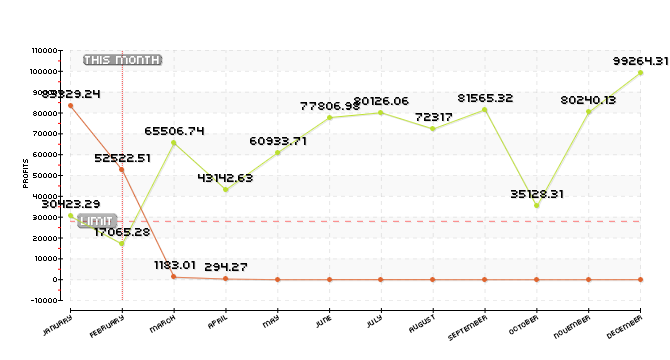 110000
THIS MONTH
99264.31
100000
90000
83329.24
80126.06
81565.32
80240.13
77806.98
80000
72317
70000
65506.74
60933.71
60000
52522.51
50000
43142.63
40000
35128.31
30423.29
30000
LIMIT
20000
17065.28
10000
1183.01
294.27
0
-10000
PROFITS
JANUARY
FEBRUARY
MARCH
APRIL
MAY
JUNE
JULY
AUGUST
SEPTEMBER
OCTOBER
NOVEMBER
DECEMBER